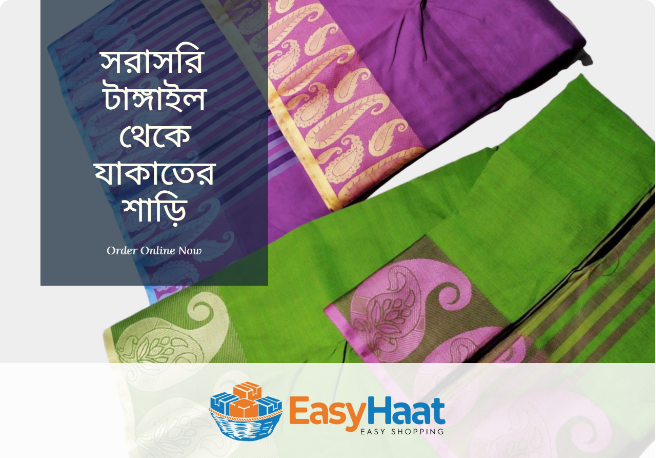 সরাসরি
টাঙ্গাইল
থেকে
যাকাতের
শাড়ি
Order Online Now
EasyHaat
EASY SHOPPING